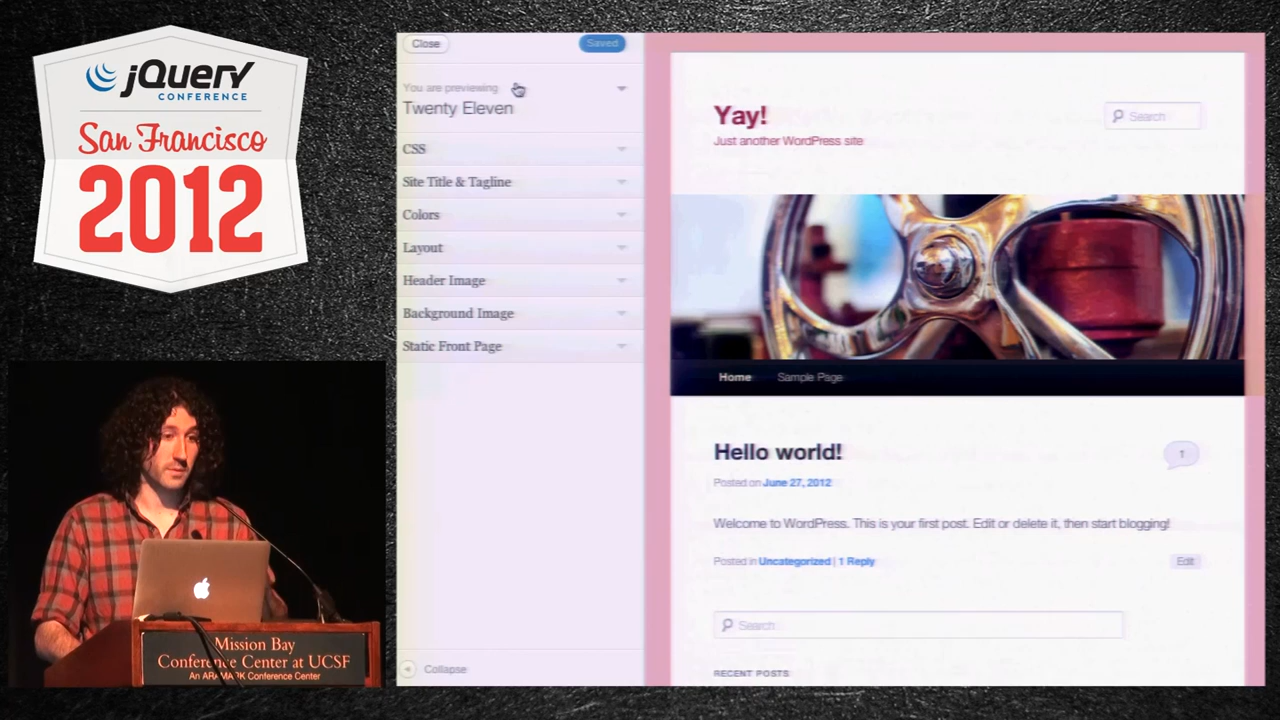 jQuery
CONFERENCE
San Francisco
2012
Mission Bay
Conference Center at UCSF
An ARAMARK Conference Center
Close
Saved
You are previewing
Twenty Eleven
CSS
Site Title & Tagline
Colors
Layout
Header Image
Background Image
Static Front Page
Collapse
Yay!
Search
Just another WordPress site
Home Sample Page
Hello world!
1
Posted on June 27, 2012
Welcome to WordPress. This is your first post. Edit or delete it, then start blogging!
Posted in Uncategorized | 1 Reply
Edit
Search
RECENT POSTS